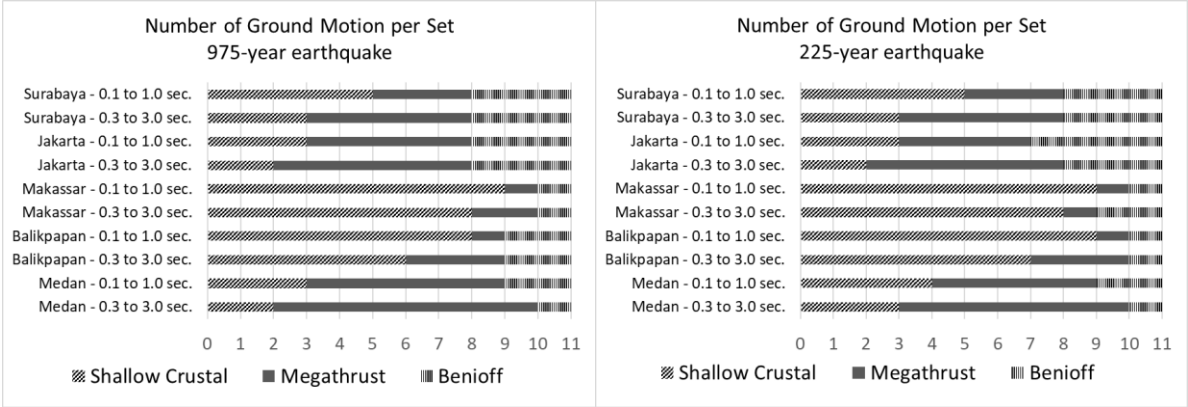 Number of Ground Motion per Set
975-year earthquake
Surabaya - 0.1 to 1.0 sec.
Surabaya - 0.3 to 3.0 sec.
Jakarta - 0.1 to 1.0 sec.
Jakarta - 0.3 to 3.0 sec.
Makassar - 0.1 to 1.0 sec.
Makassar - 0.3 to 3.0 sec.
Balikpapan - 0.1 to 1.0 sec.
Balikpapan - 0.3 to 3.0 sec.
Medan - 0.1 to 1.0 sec.
Medan - 0.3 to 3.0 sec.
0 1 2 3 4 5 6 7 8 9 10 11
Shallow Crustal Megathrust Benioff
Number of Ground Motion per Set
225-year earthquake
Surabaya - 0.1 to 1.0 sec.
Surabaya - 0.3 to 3.0 sec.
Jakarta - 0.1 to 1.0 sec.
Jakarta - 0.3 to 3.0 sec.
Makassar - 0.1 to 1.0 sec.
Makassar - 0.3 to 3.0 sec.
Balikpapan - 0.1 to 1.0 sec.
Balikpapan - 0.3 to 3.0 sec.
Medan - 0.1 to 1.0 sec.
Medan - 0.3 to 3.0 sec.
0 1 2 3 4 5 6 7 8 9 10 11
Shallow Crustal Megathrust Benioff